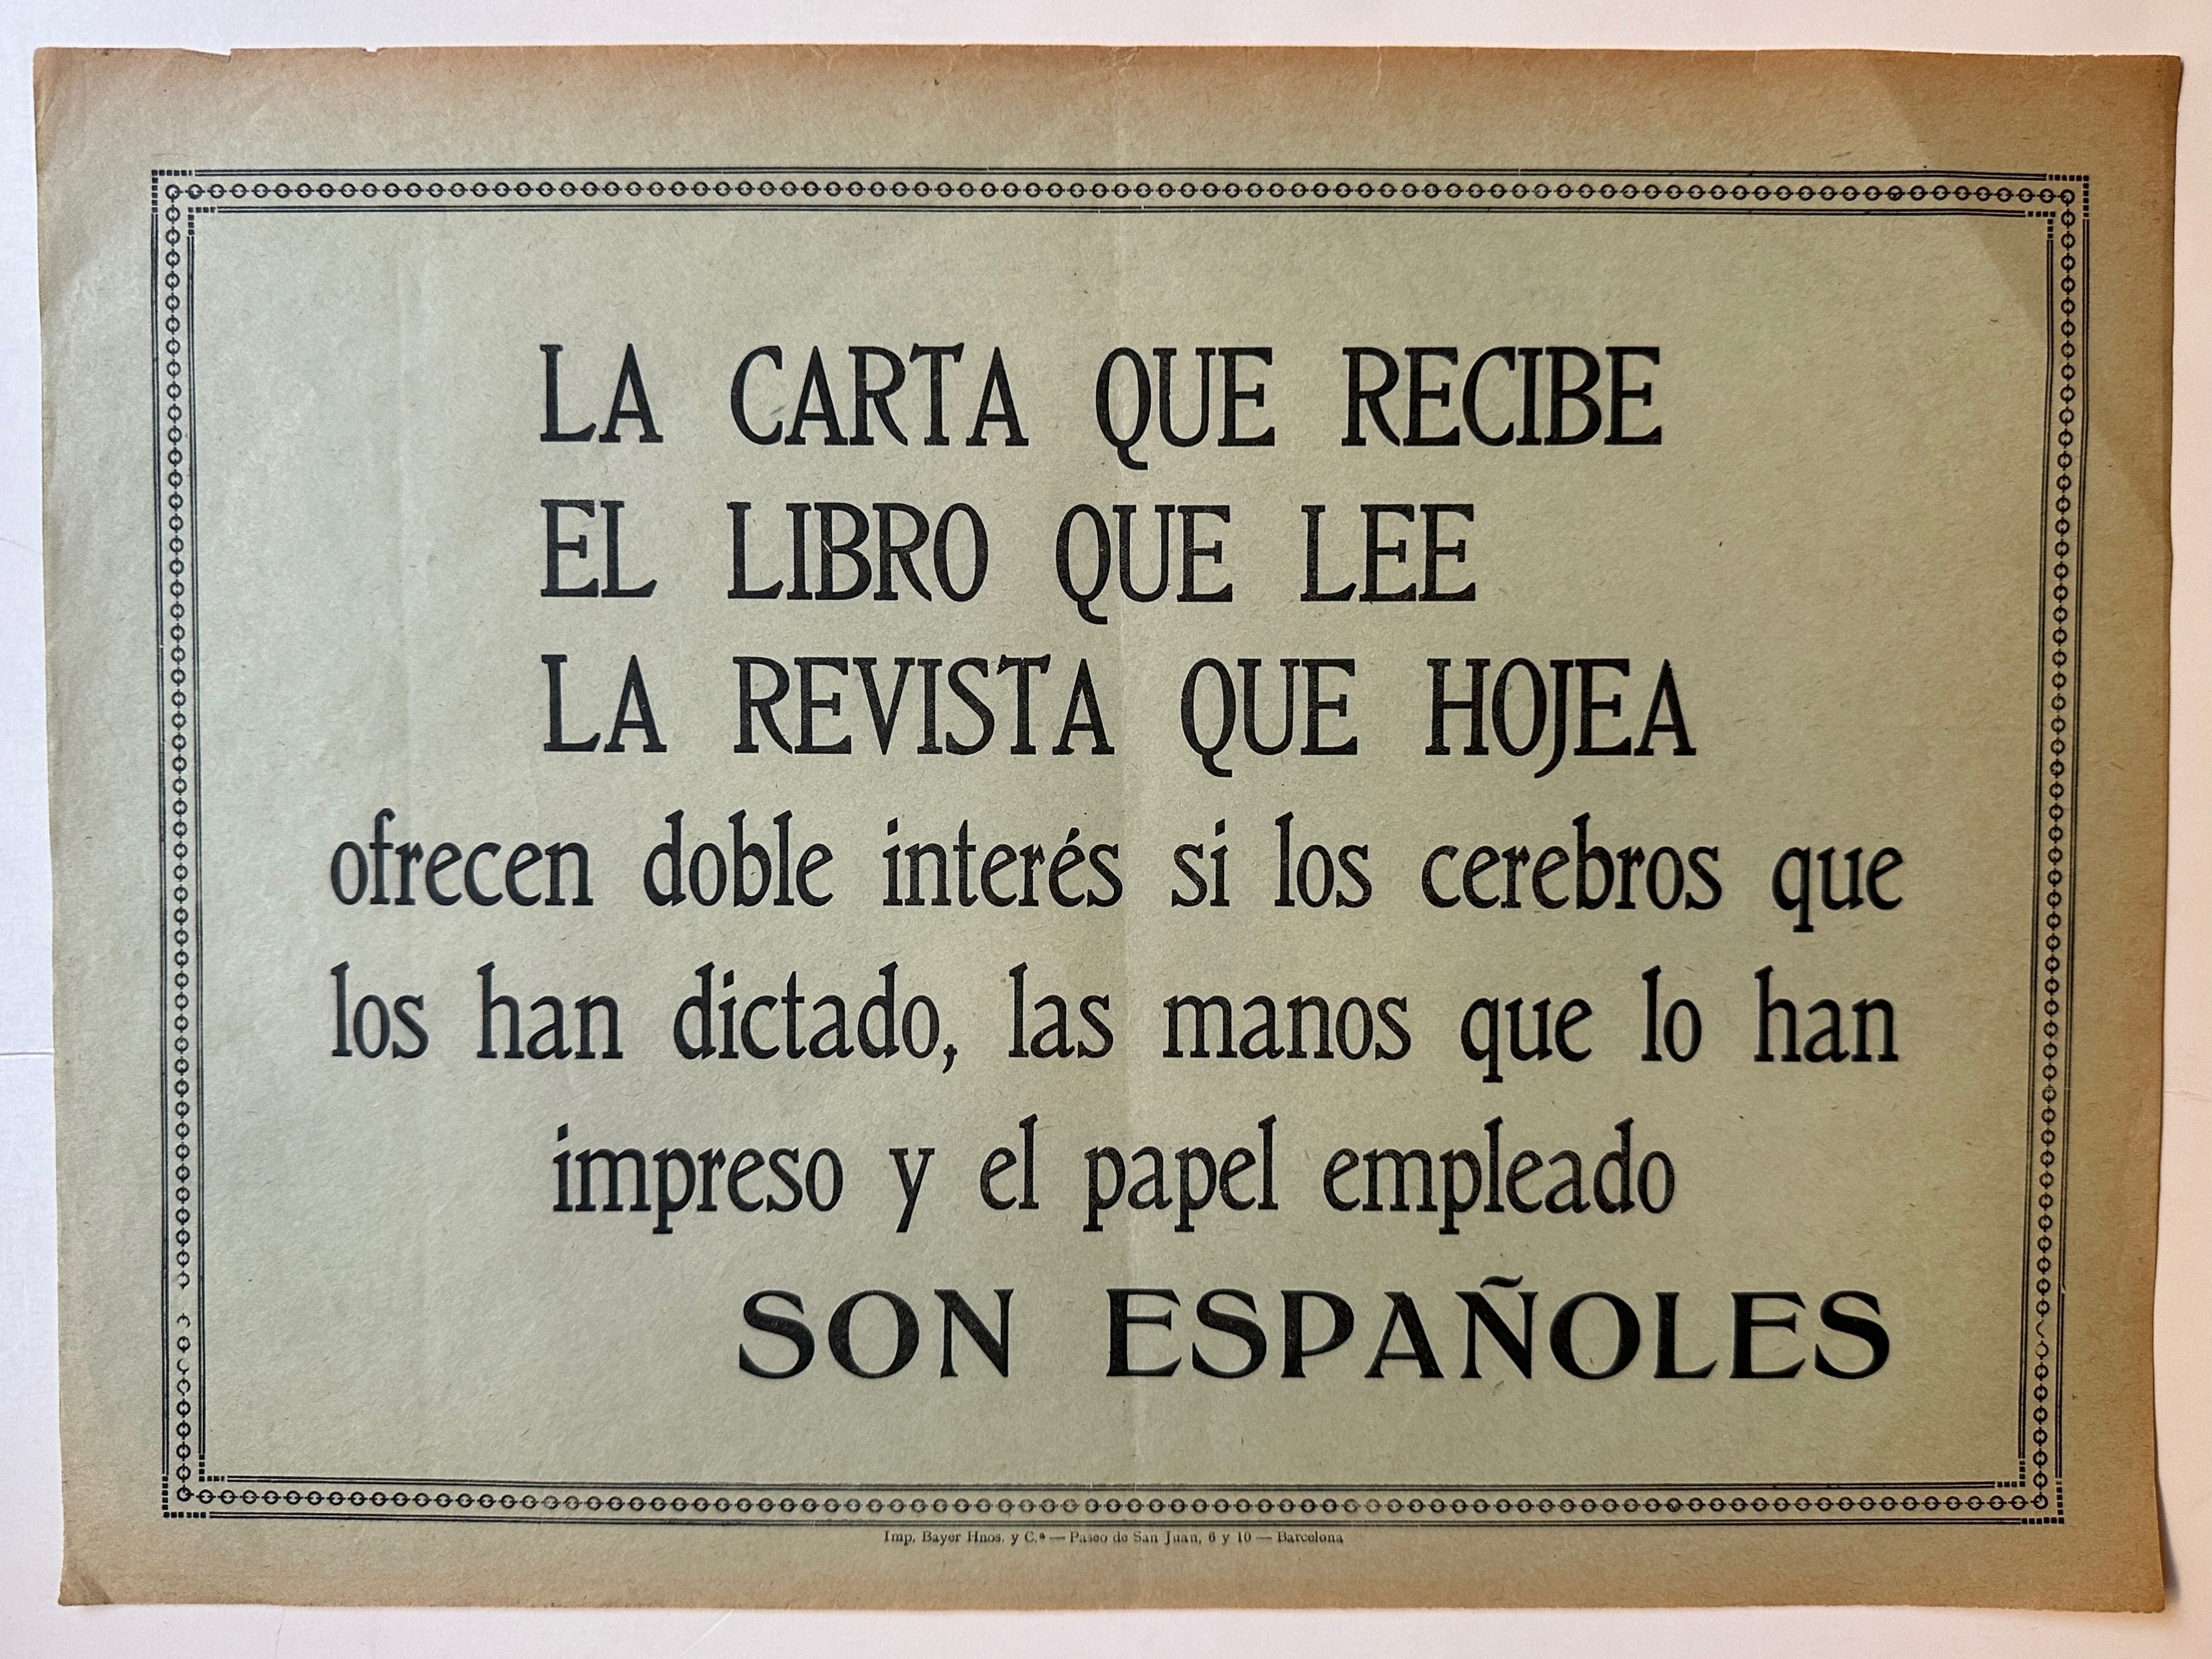 LA CARTA QUE RECIBE
EL LIBRO QUE LEE
LA REVISTA QUE HOJEA
ofrecen doble interés si los cerebros que
los han dictado, las manos que lo han
impreso y el papel empleado
SON ESPAÑOLES
Imp. Bayer Hnos. y C.ª — Paseo de San Juan, 6 y 10 — Barcelona